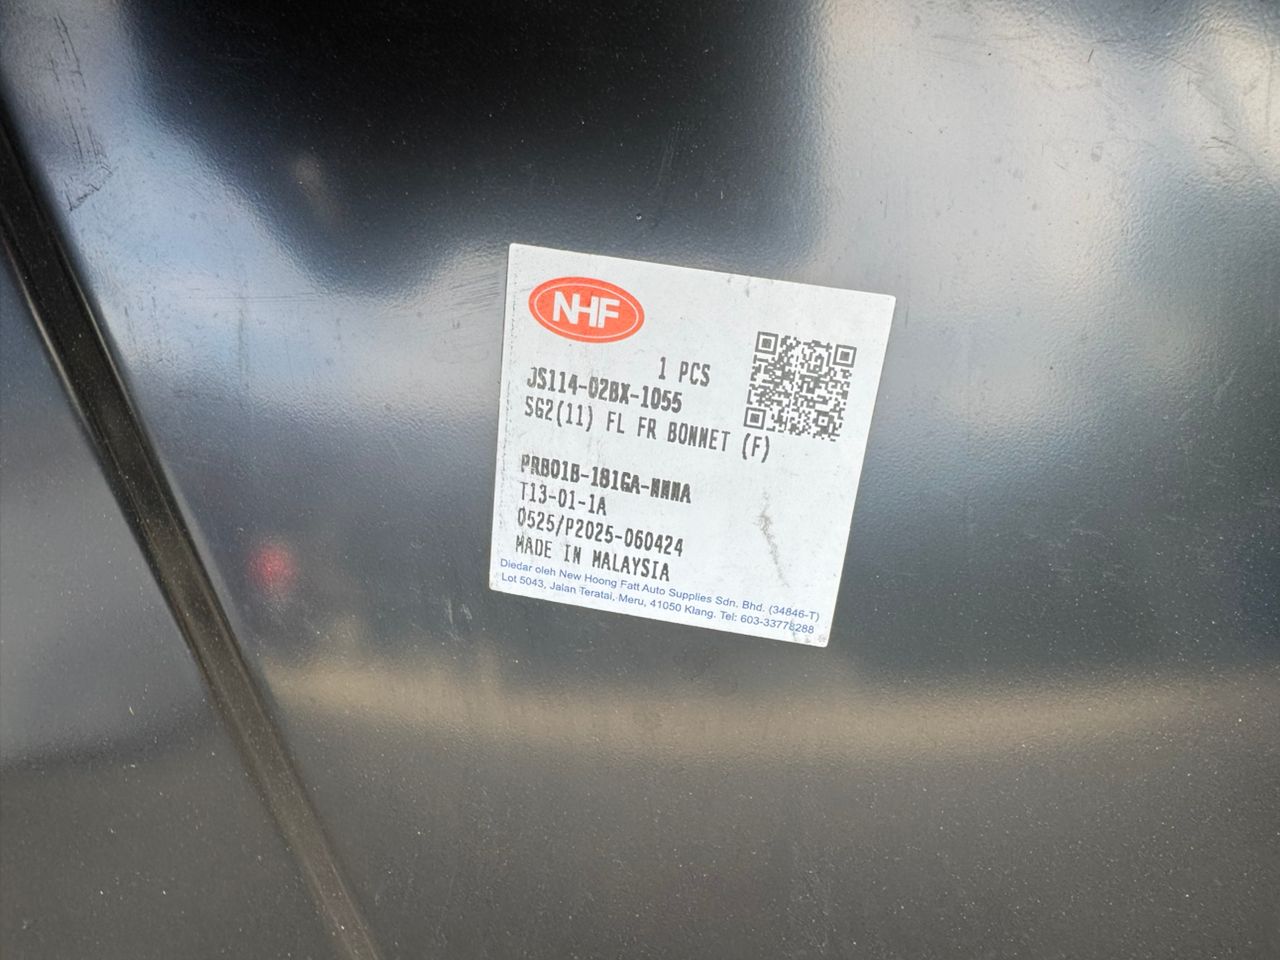 NHF
1 PCS
JS114-02BX-1055
SG2(11) FL FR BONNET (F)
PRB01B-181GA-NNNA
T13-01-1A
0525/P2025-060424
MADE IN MALAYSIA
Diedar oleh New Hoong Fatt Auto Supplies Sdn. Bhd. (34846-T)
Lot 5043, Jalan Teratai, Meru, 41050 Klang. Tel: 603-33778288